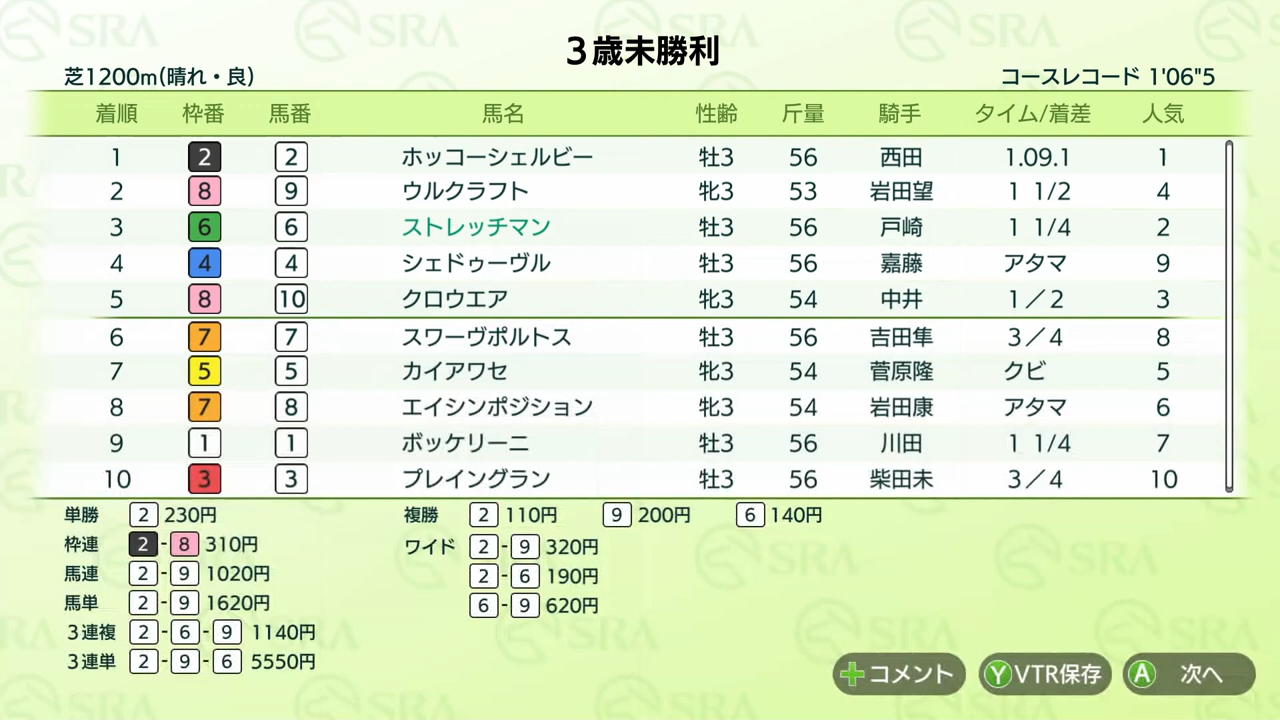 3歳未勝利
芝1200m(晴れ・良) コースレコード 1'06"5
着順 枠番 馬番 馬名 性齢 斤量 騎手 タイム/着差 人気
1 2 2 ホッコーシェルビー 牡3 56 西田 1.09.1 1
2 8 9 ウルクラフト 牝3 53 岩田望 1 1/2 4
3 6 6 ストレッチマン 牡3 56 戸崎 1 1/4 2
4 4 4 シェドゥーヴル 牡3 56 嘉藤 アタマ 9
5 8 10 クロウエア 牝3 54 中井 1/2 3
6 7 7 スワーヴポルトス 牡3 56 吉田隼 3/4 8
7 5 5 カイアワセ 牝3 54 菅原隆 クビ 5
8 7 8 エイシンポジション 牝3 54 岩田康 アタマ 6
9 1 1 ボッケリーニ 牡3 56 川田 1 1/4 7
10 3 3 プレイングラン 牡3 56 柴田未 3/4 10
単勝 2 230円 複勝 2 110円 9 200円 6 140円
枠連 2-8 310円 ワイド 2-9 320円
馬連 2-9 1020円 2-6 190円
馬単 2-9 1620円 6-9 620円
3連複 2-6-9 1140円
3連単 2-9-6 5550円
コメント Y VTR保存 A 次へ